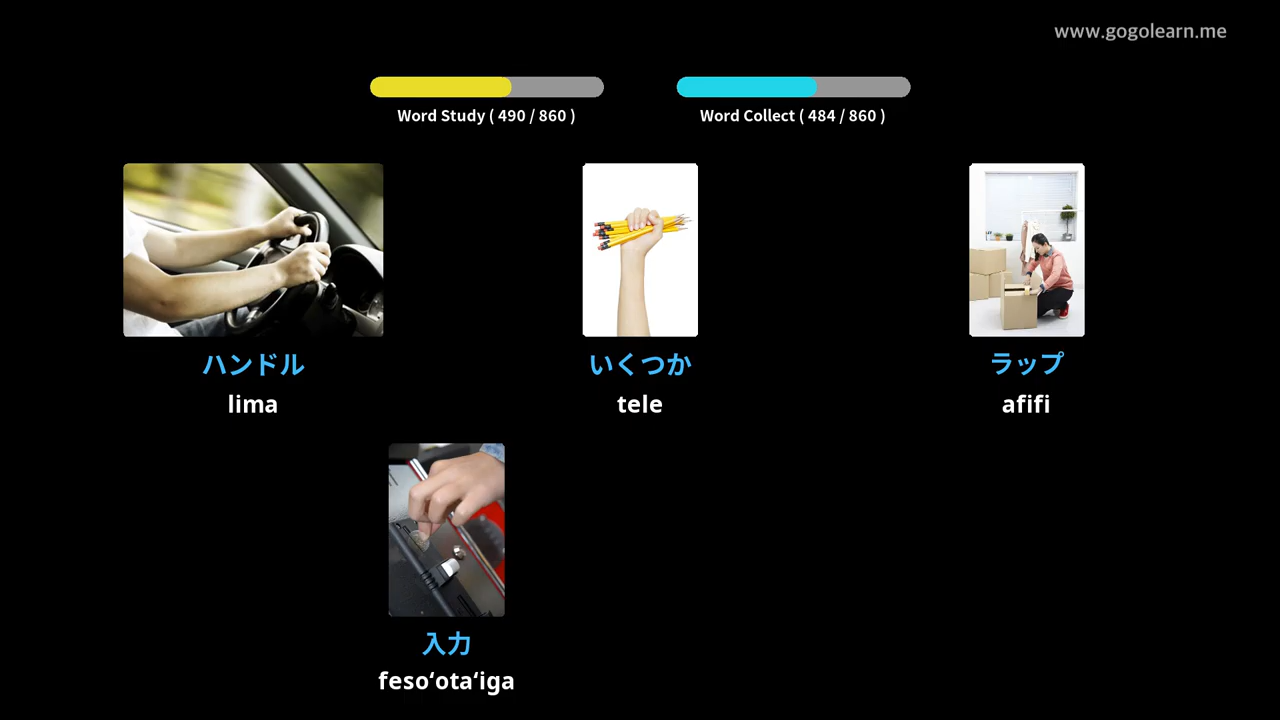 www.gogolearn.me
Word Study ( 490 / 860 )
Word Collect ( 484 / 860 )
ハンドル
いくつか
ラップ
lima
tele
afifi
入力
fesoʻotaʻiga